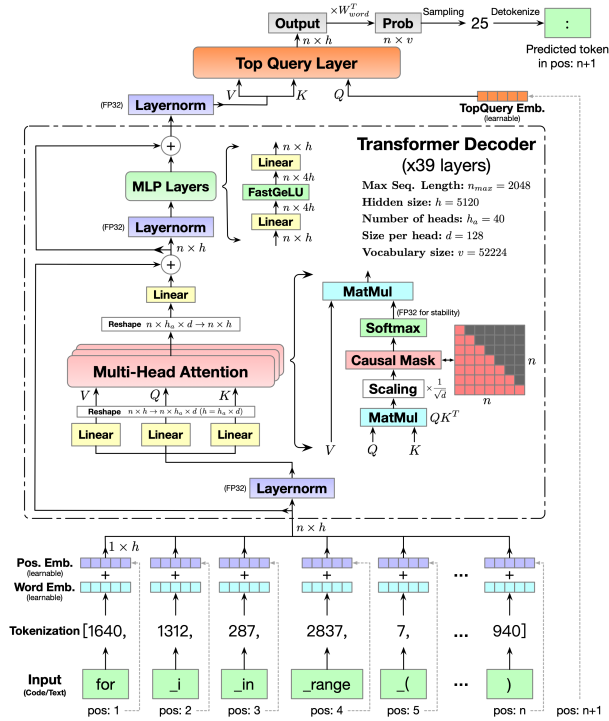 Output ×W^T_word Prob Sampling 25 Detokenize :
n × h n × v Predicted token in pos: n+1
Top Query Layer
V K Q
(FP32) Layernorm
TopQuery Emb.
(learnable)
Transformer Decoder
(x39 layers)
Max Seq. Length: n_max = 2048
Hidden size: h = 5120
Number of heads: h_a = 40
Size per head: d = 128
Vocabulary size: v = 52224
+
MLP Layers
n × h
Linear
n × 4h
FastGeLU
n × 4h
Linear
n × h
(FP32) Layernorm
n × h
+
Linear
Reshape n × h_a × d → n × h
Multi-Head Attention
V Q K
Reshape n × h → n × h_a × d (h = h_a × d)
Linear Linear Linear
MatMul
(FP32 for stability)
Softmax
Causal Mask
n
n
Scaling × 1/√d
MatMul QK^T
V Q K
(FP32) Layernorm
n × h
1 × h
Pos. Emb.
(learnable)
+ + + + + ... +
Word Emb.
(learnable)
Tokenization [1640, 1312, 287, 2837, 7, ... 940]
Input
(Code/Text)
for _i _in _range _( ... )
pos: 1 pos: 2 pos: 3 pos: 4 pos: 5 pos: n pos: n+1